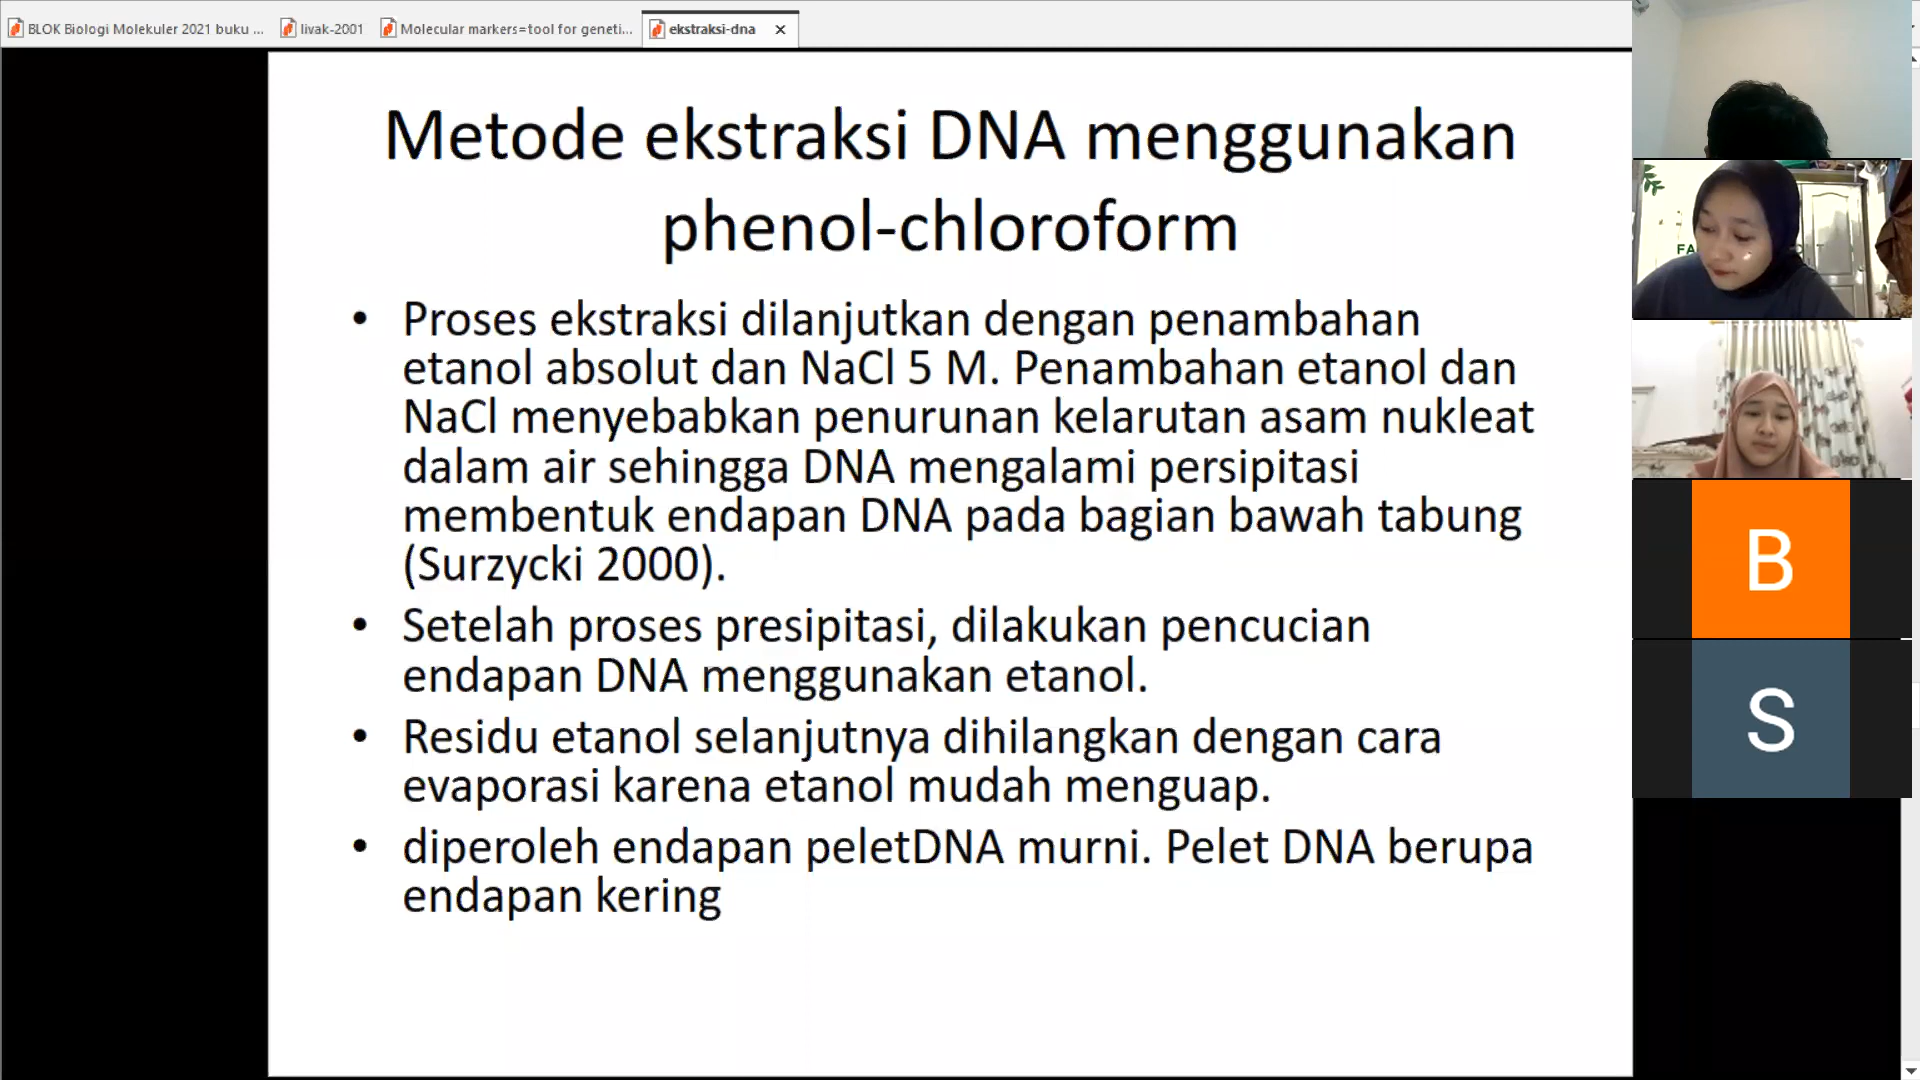 BLOK Biologi Molekuler 2021 buku ...
livak-2001
Molecular markers=tool for geneti...
ekstraksi-dna
Metode ekstraksi DNA menggunakan
phenol-chloroform
• Proses ekstraksi dilanjutkan dengan penambahan
etanol absolut dan NaCl 5 M. Penambahan etanol dan
NaCl menyebabkan penurunan kelarutan asam nukleat
dalam air sehingga DNA mengalami persipitasi
membentuk endapan DNA pada bagian bawah tabung
(Surzycki 2000).
• Setelah proses presipitasi, dilakukan pencucian
endapan DNA menggunakan etanol.
• Residu etanol selanjutnya dihilangkan dengan cara
evaporasi karena etanol mudah menguap.
• diperoleh endapan peletDNA murni. Pelet DNA berupa
endapan kering
B
S